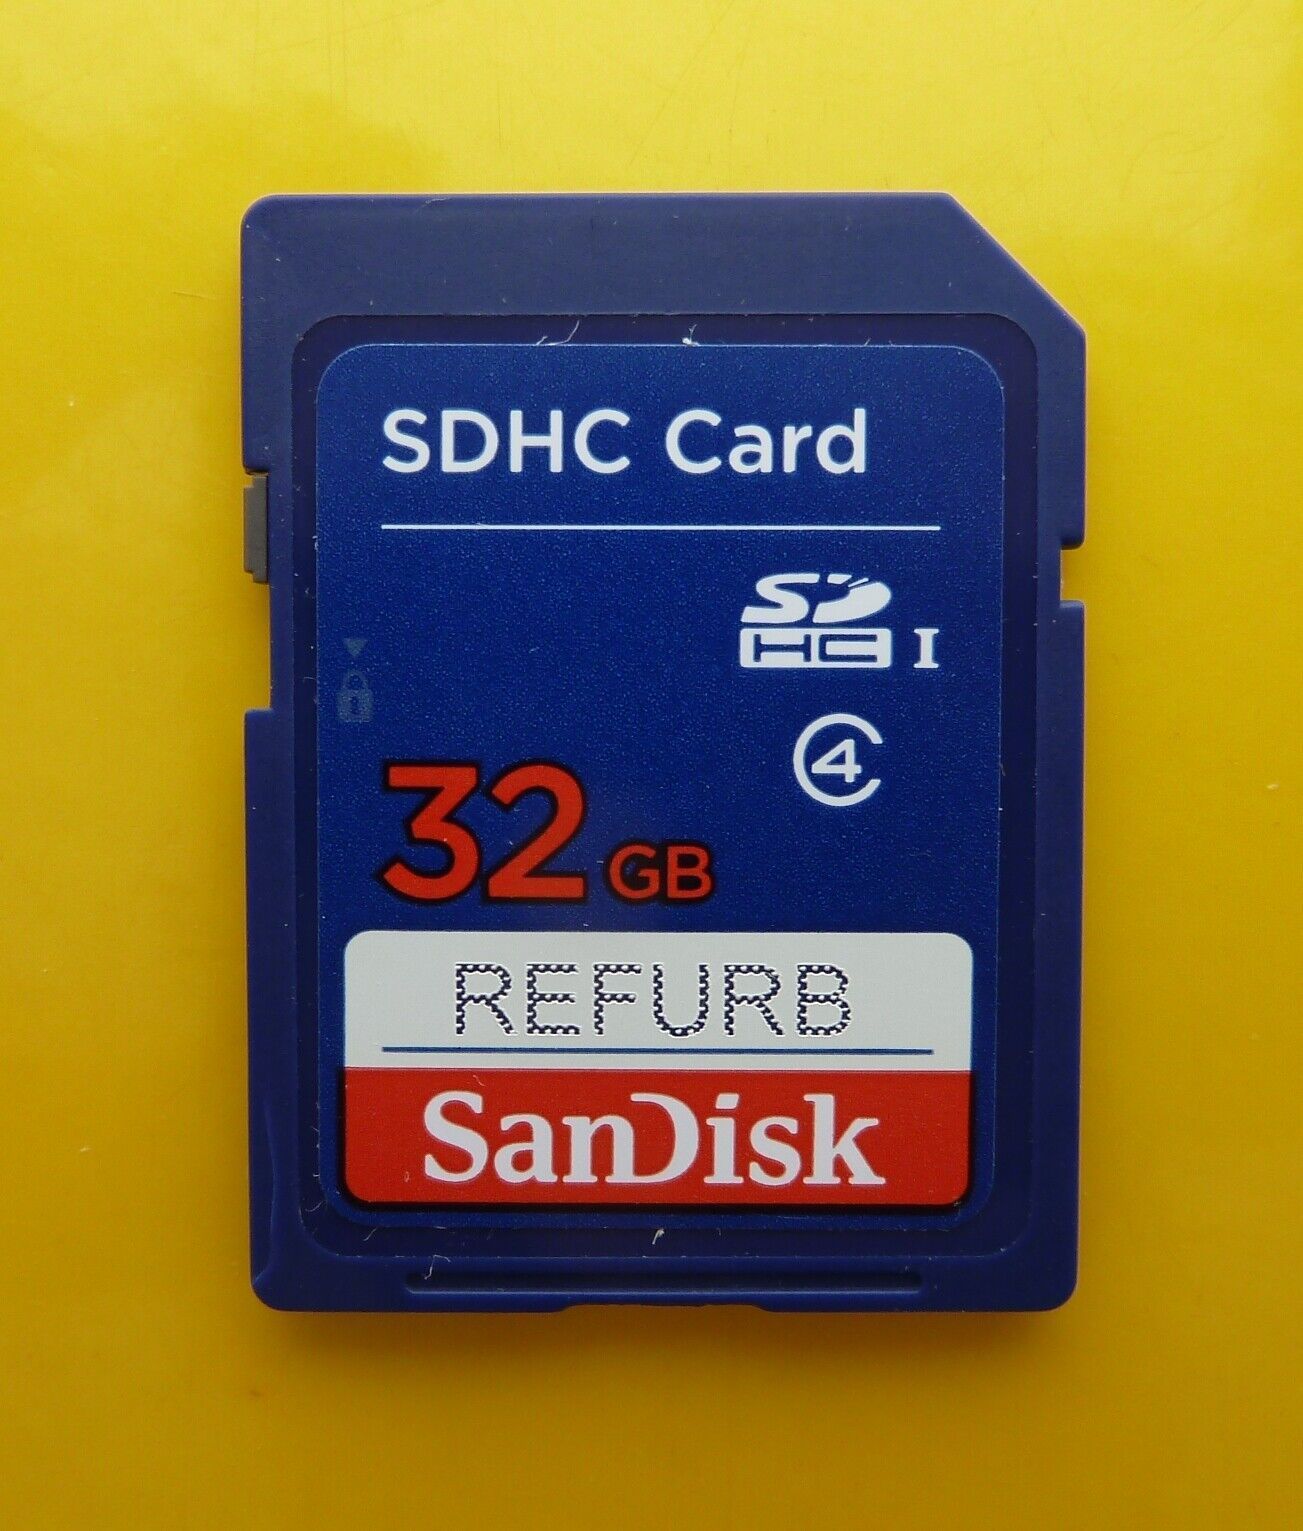 SDHC Card
SD
HC I
4
32 GB
REFURB
SanDisk